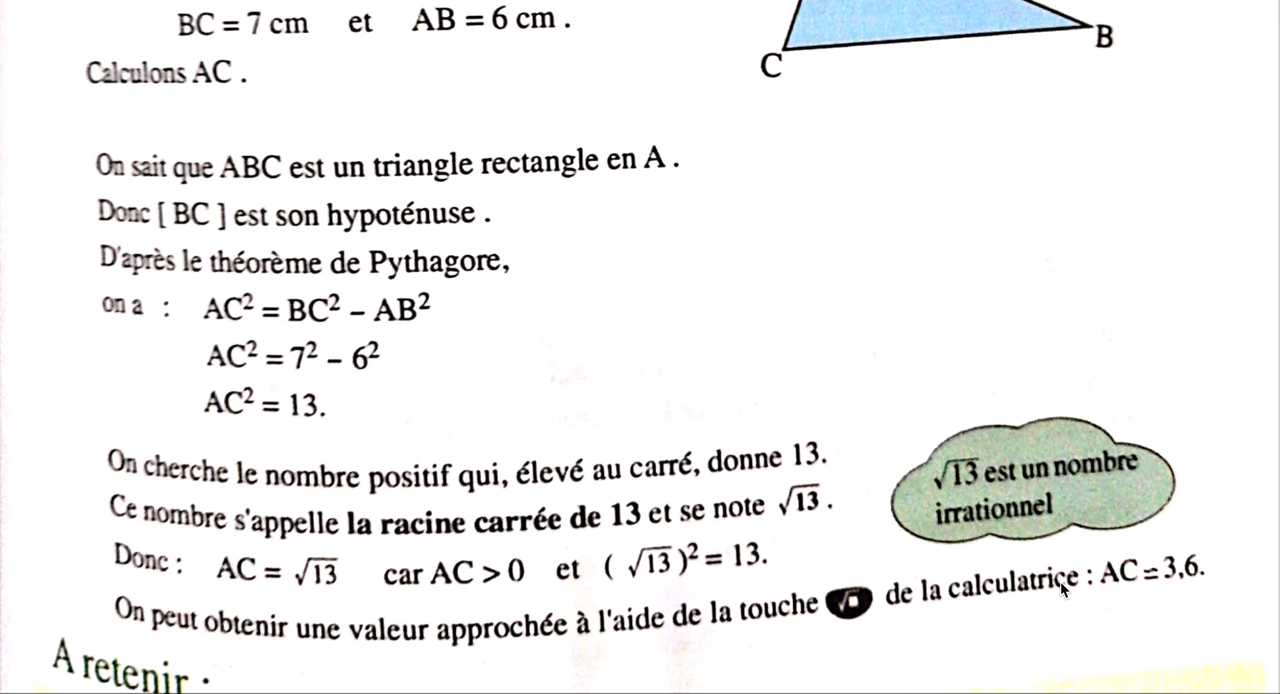 BC = 7 cm et AB = 6 cm .
C
B
Calculons AC .
On sait que ABC est un triangle rectangle en A .
Donc [ BC ] est son hypoténuse .
D'après le théorème de Pythagore,
on a : AC² = BC² – AB²
AC² = 7² – 6²
AC² = 13.
On cherche le nombre positif qui, élevé au carré, donne 13.
Ce nombre s'appelle la racine carrée de 13 et se note √13 .
√13 est un nombre
irrationnel
Donc : AC = √13 car AC > 0 et ( √13 )² = 13.
On peut obtenir une valeur approchée à l'aide de la touche √ de la calculatrice : AC ≃ 3,6.
A retenir :